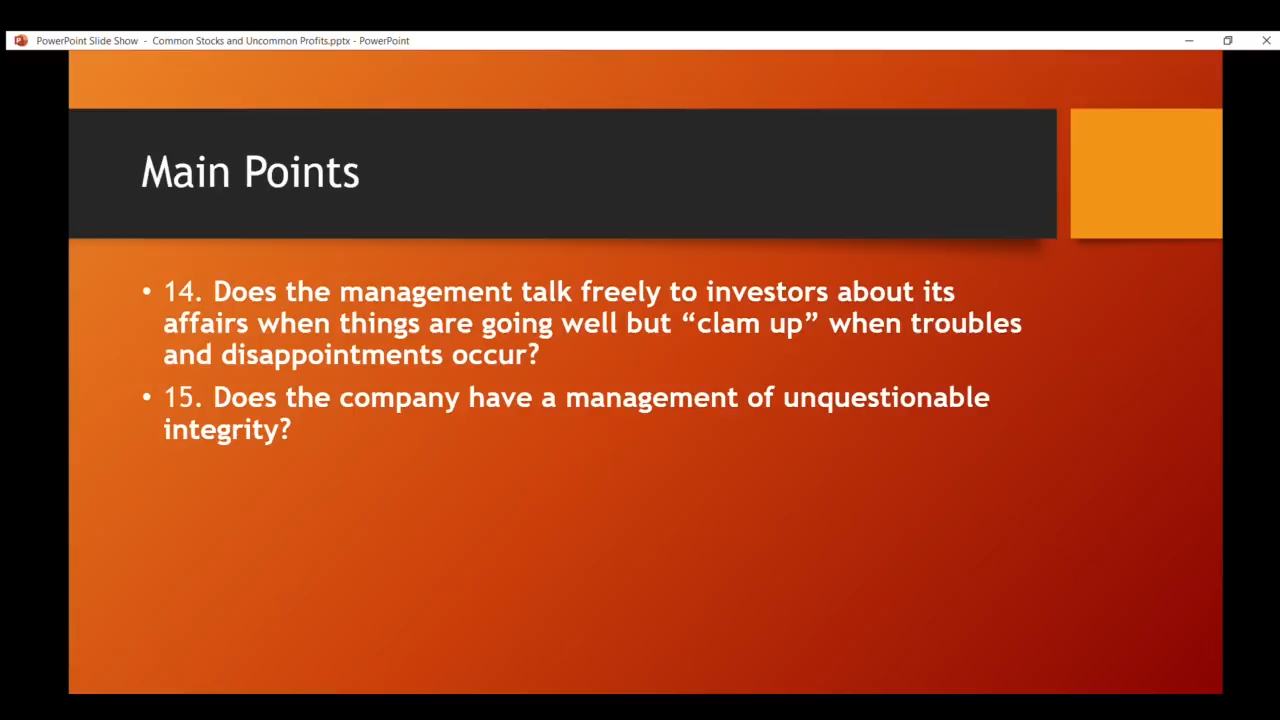 PowerPoint Slide Show - Common Stocks and Uncommon Profits.pptx - PowerPoint
Main Points
• 14. Does the management talk freely to investors about its
affairs when things are going well but “clam up” when troubles
and disappointments occur?
• 15. Does the company have a management of unquestionable
integrity?